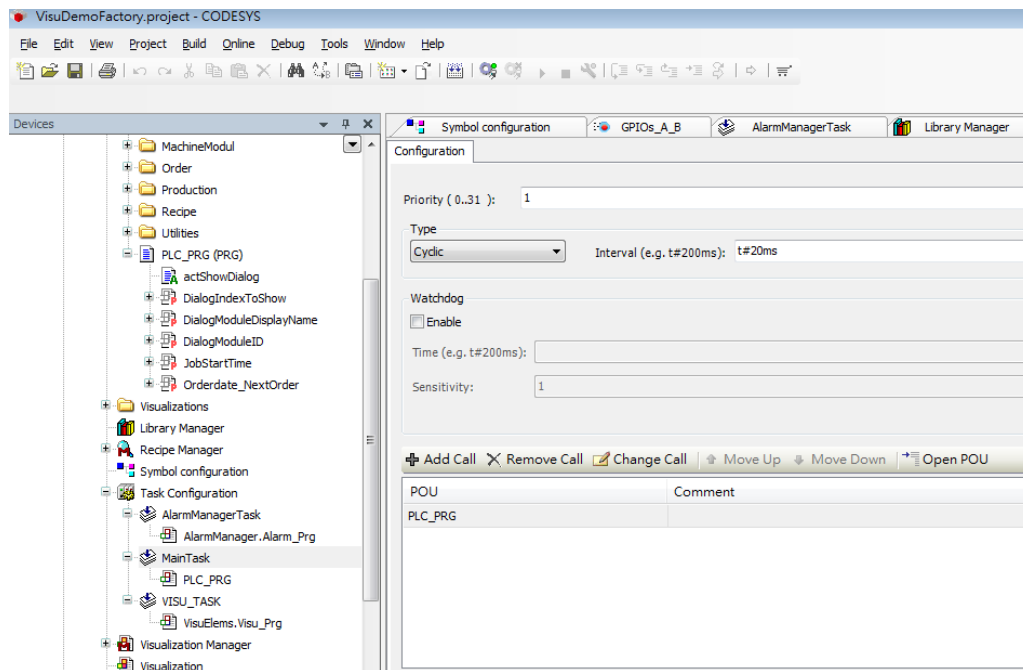 VisuDemoFactory.project - CODESYS
File Edit View Project Build Online Debug Tools Window Help
Devices
MachineModul
Order
Production
Recipe
Utilities
PLC_PRG (PRG)
actShowDialog
DialogIndexToShow
DialogModuleDisplayName
DialogModuleID
JobStartTime
Orderdate_NextOrder
Visualizations
Library Manager
Recipe Manager
Symbol configuration
Task Configuration
AlarmManagerTask
AlarmManager.Alarm_Prg
MainTask
PLC_PRG
VISU_TASK
VisuElems.Visu_Prg
Visualization Manager
Visualization
Symbol configuration GPIOs_A_B AlarmManagerTask Library Manager
Configuration
Priority ( 0..31 ): 1
Type
Cyclic Interval (e.g. t#200ms): t#20ms
Watchdog
Enable
Time (e.g. t#200ms):
Sensitivity: 1
Add Call Remove Call Change Call Move Up Move Down Open POU
POU Comment
PLC_PRG